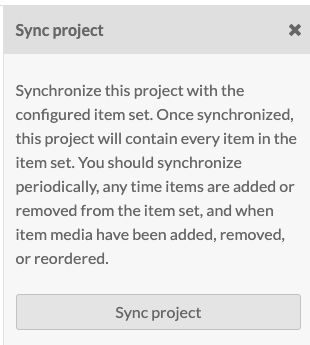 Sync project
Synchronize this project with the
configured item set. Once synchronized,
this project will contain every item in the
item set. You should synchronize
periodically, any time items are added or
removed from the item set, and when
item media have been added, removed,
or reordered.
Sync project